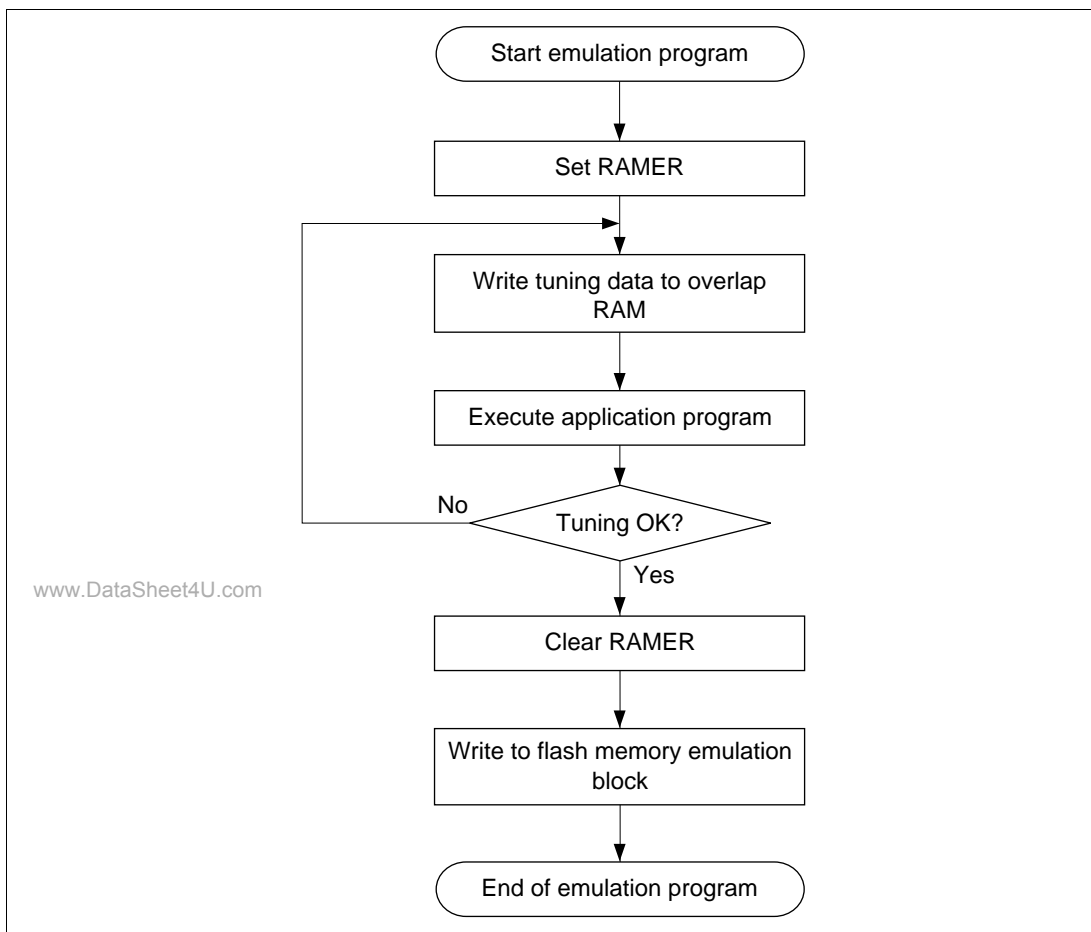 Start emulation program
Set RAMER
Write tuning data to overlap
RAM
Execute application program
No
Tuning OK?
Yes
www.DataSheet4U.com
Clear RAMER
Write to flash memory emulation
block
End of emulation program